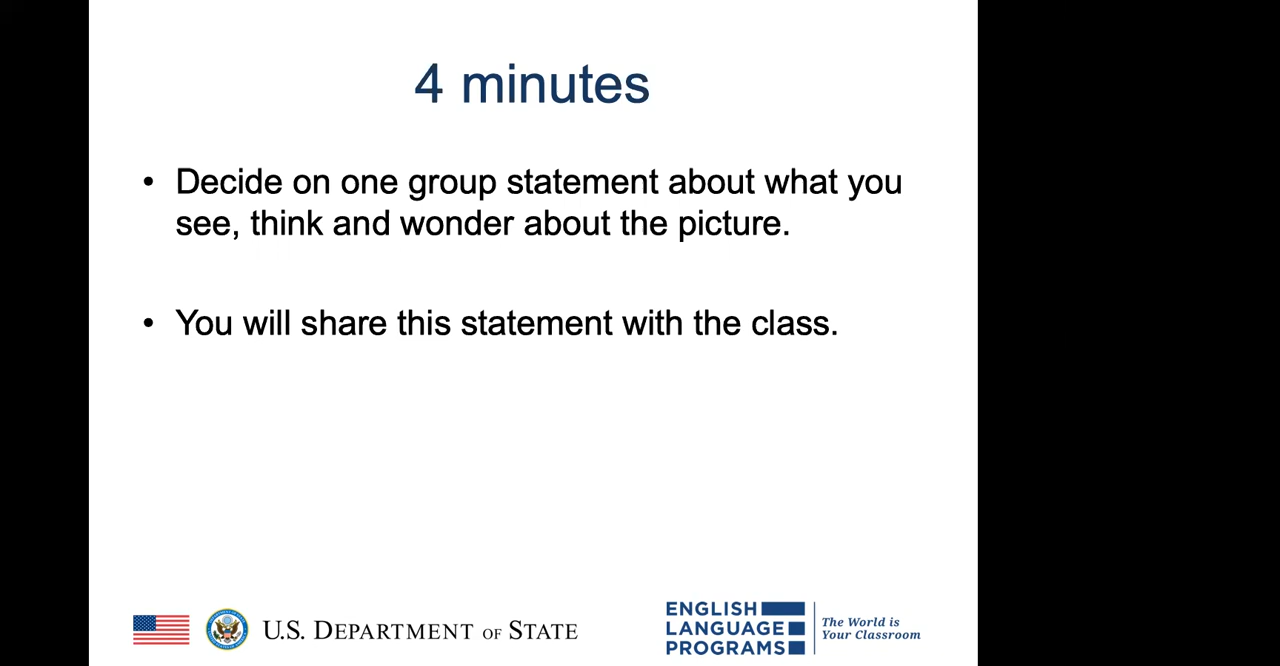 4 minutes
• Decide on one group statement about what you
see, think and wonder about the picture.
• You will share this statement with the class.
U.S. DEPARTMENT OF STATE
ENGLISH
LANGUAGE
PROGRAMS
The World is
Your Classroom